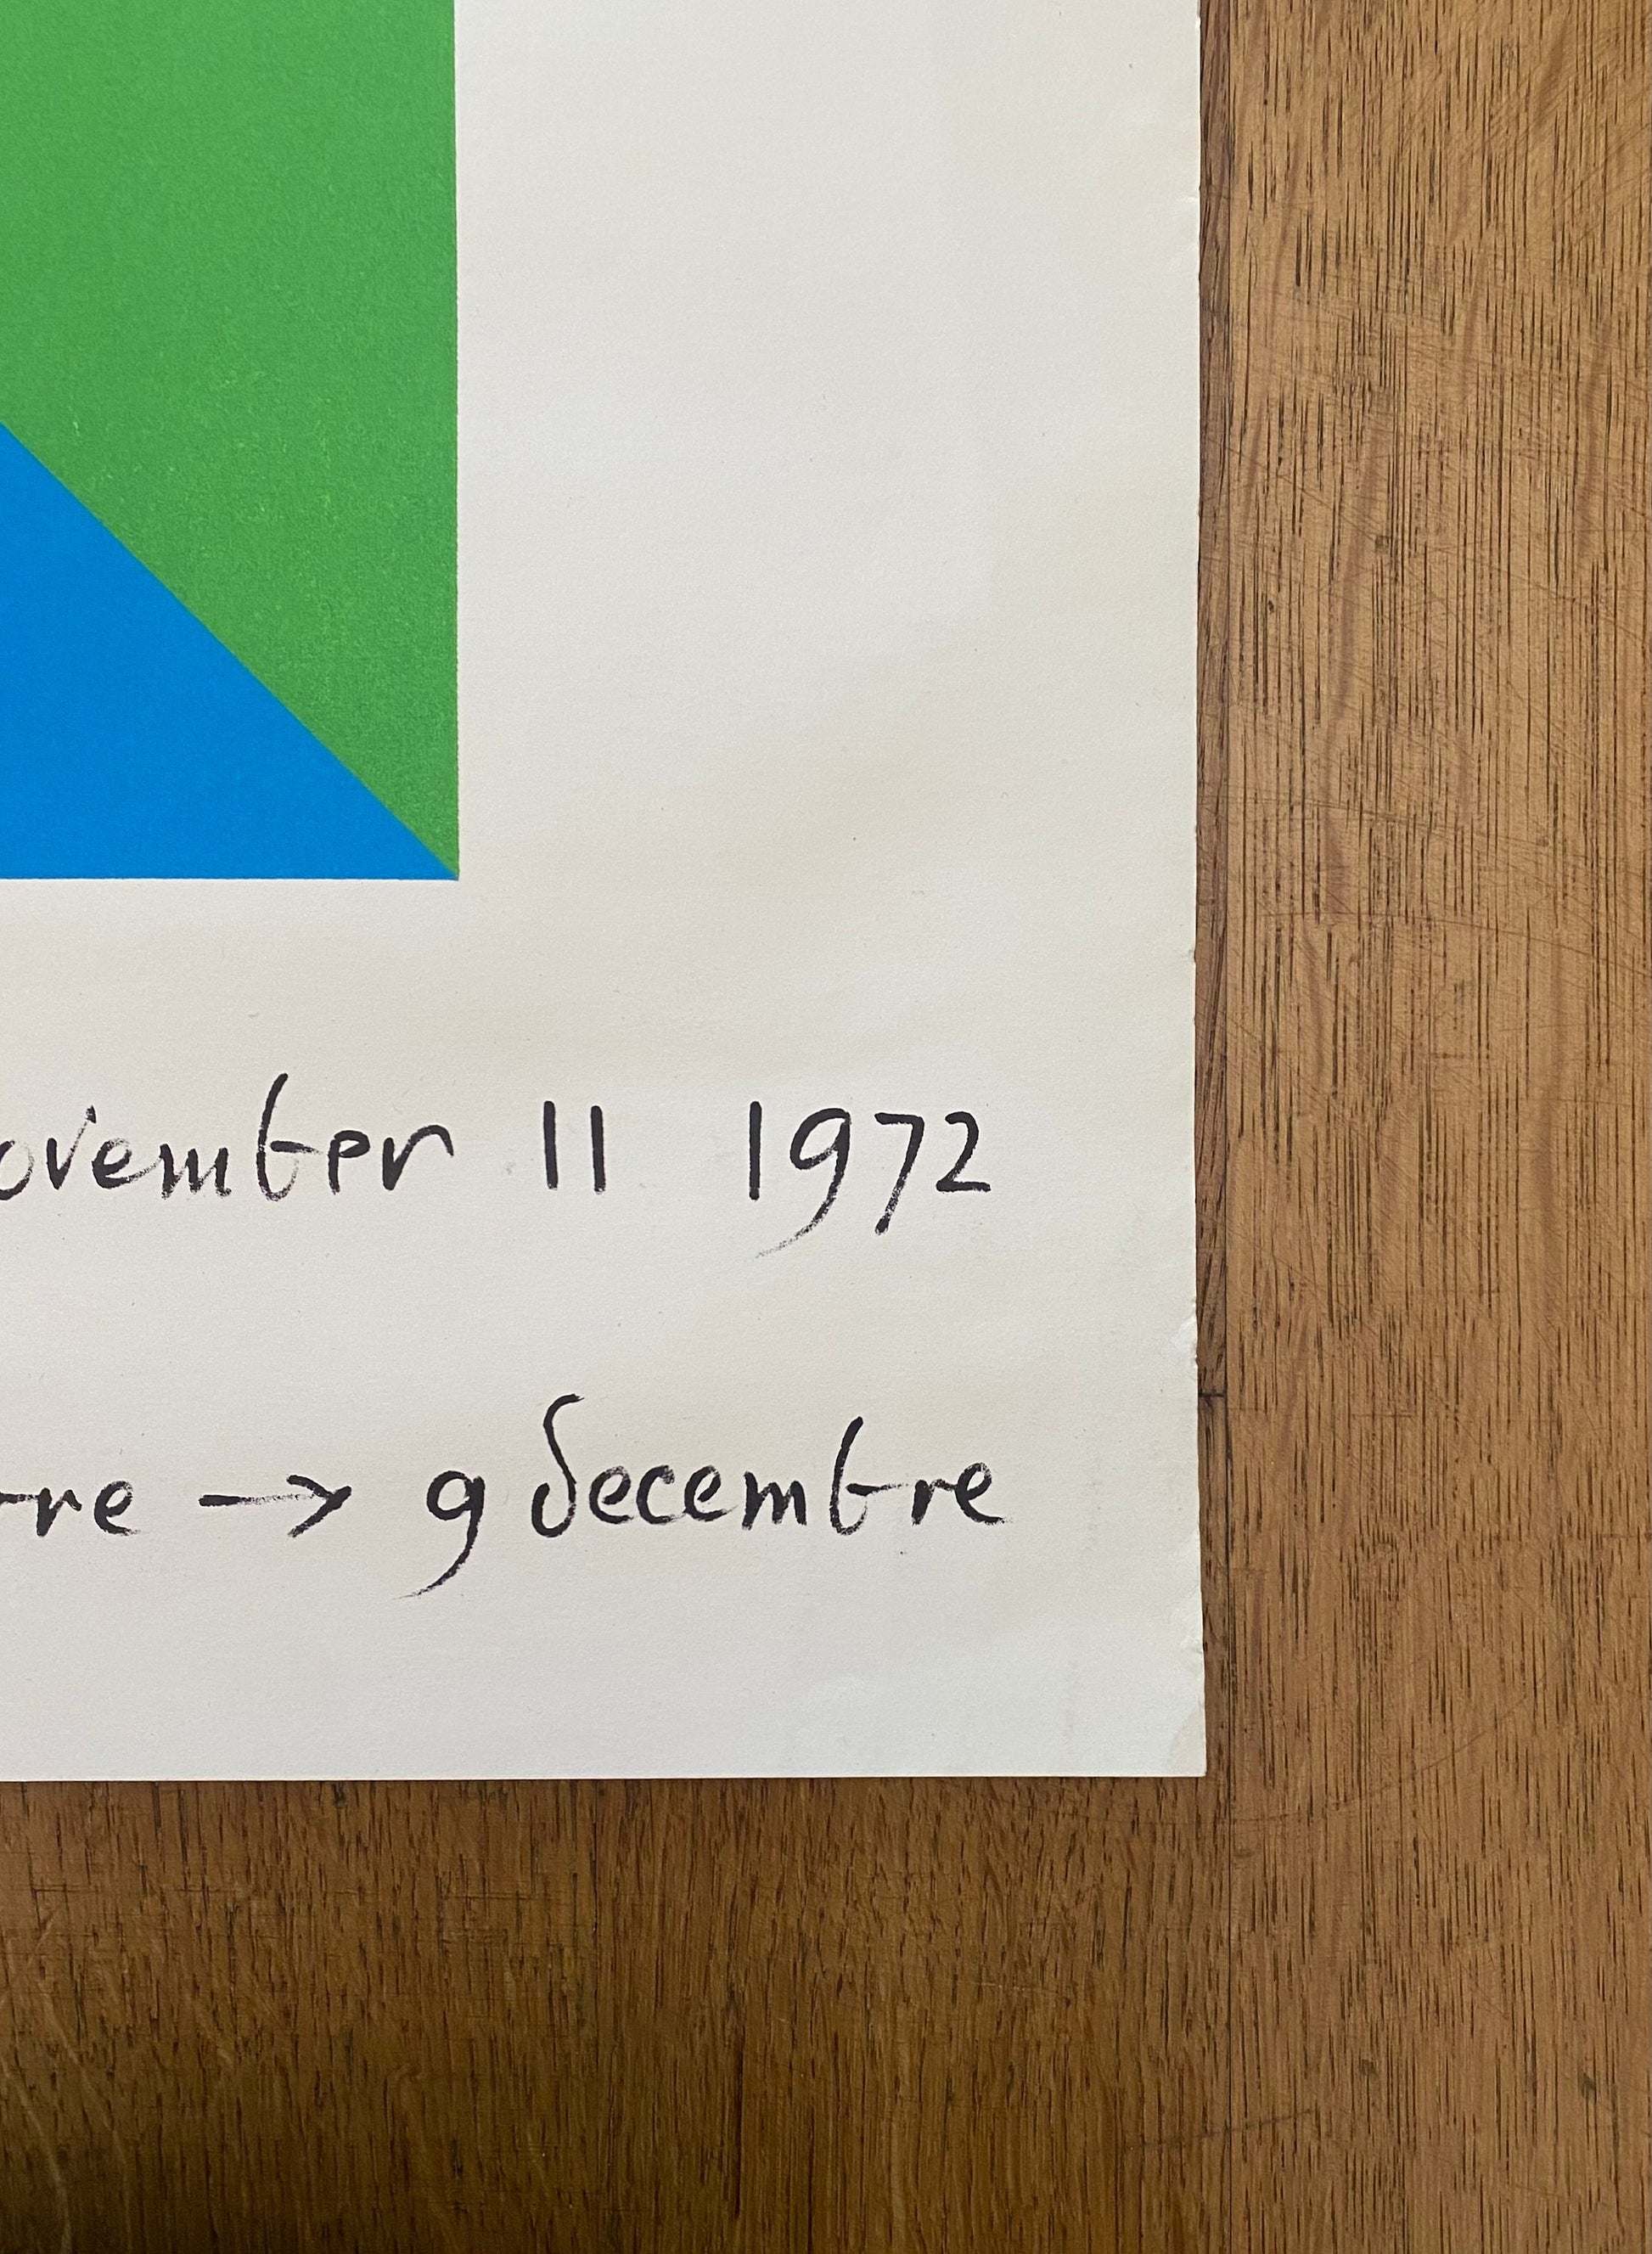 ovember 11 1972
re → 9 decembre